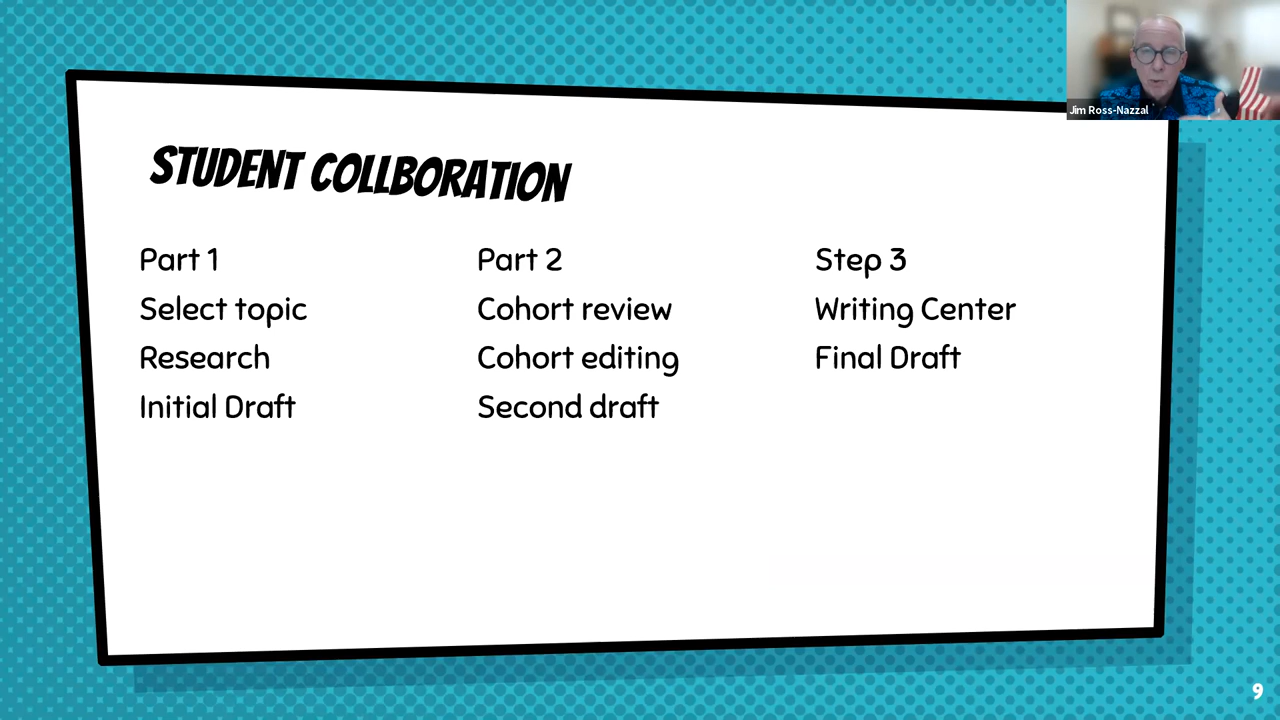 Jim Ross-Nazzal
STUDENT COLLBORATION
Part 1
Select topic
Research
Initial Draft
Part 2
Cohort review
Cohort editing
Second draft
Step 3
Writing Center
Final Draft
9